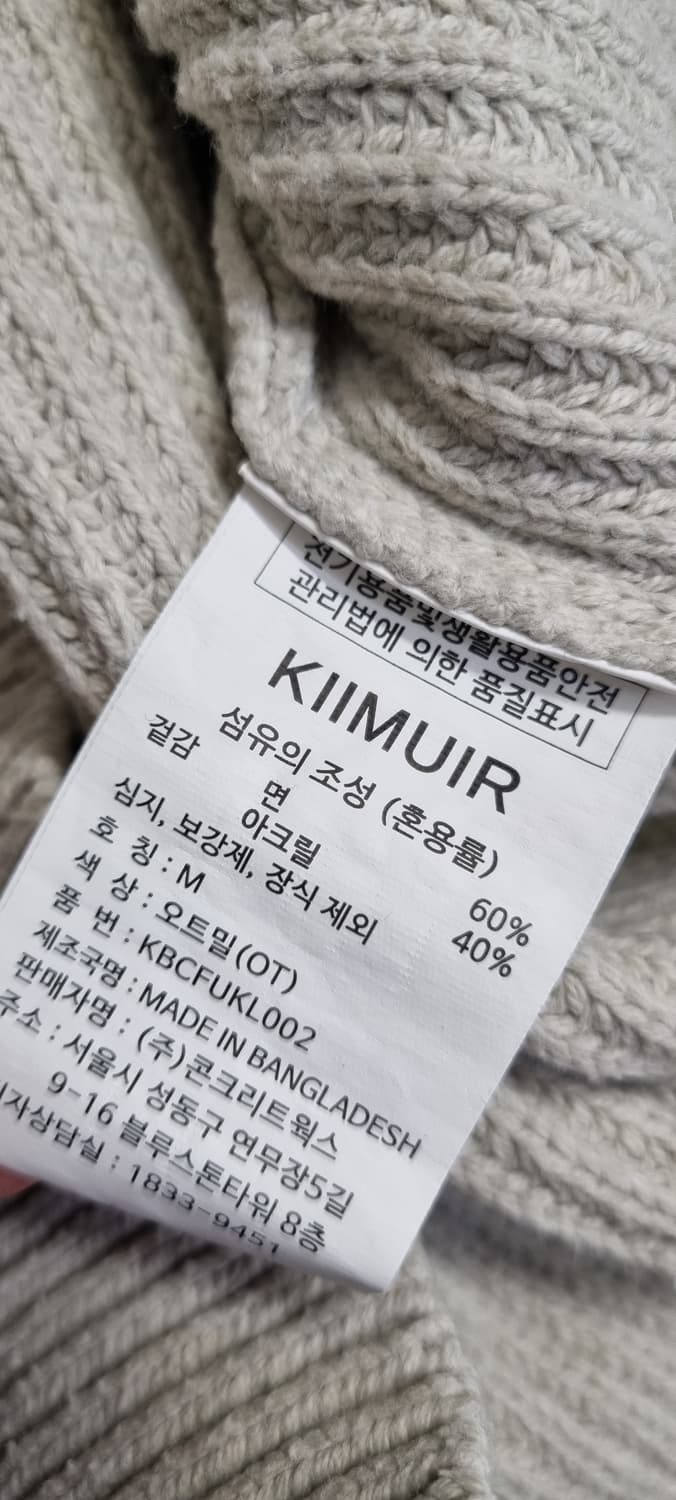 전기용품및생활용품안전
관리법에 의한 품질표시
KIIMUIR
섬유의 조성 (혼용률)
겉감 면 60%
아크릴 40%
심지, 보강제, 장식 제외
호 칭 : M
색 상 : 오트밀(OT)
품 번 : KBCFUKL002
제조국명 : MADE IN BANGLADESH
판매자명 : (주)콘크리트웍스
주소 : 서울시 성동구 연무장5길
9-16 블루스톤타워 8층
자상담실 : 1833-9451